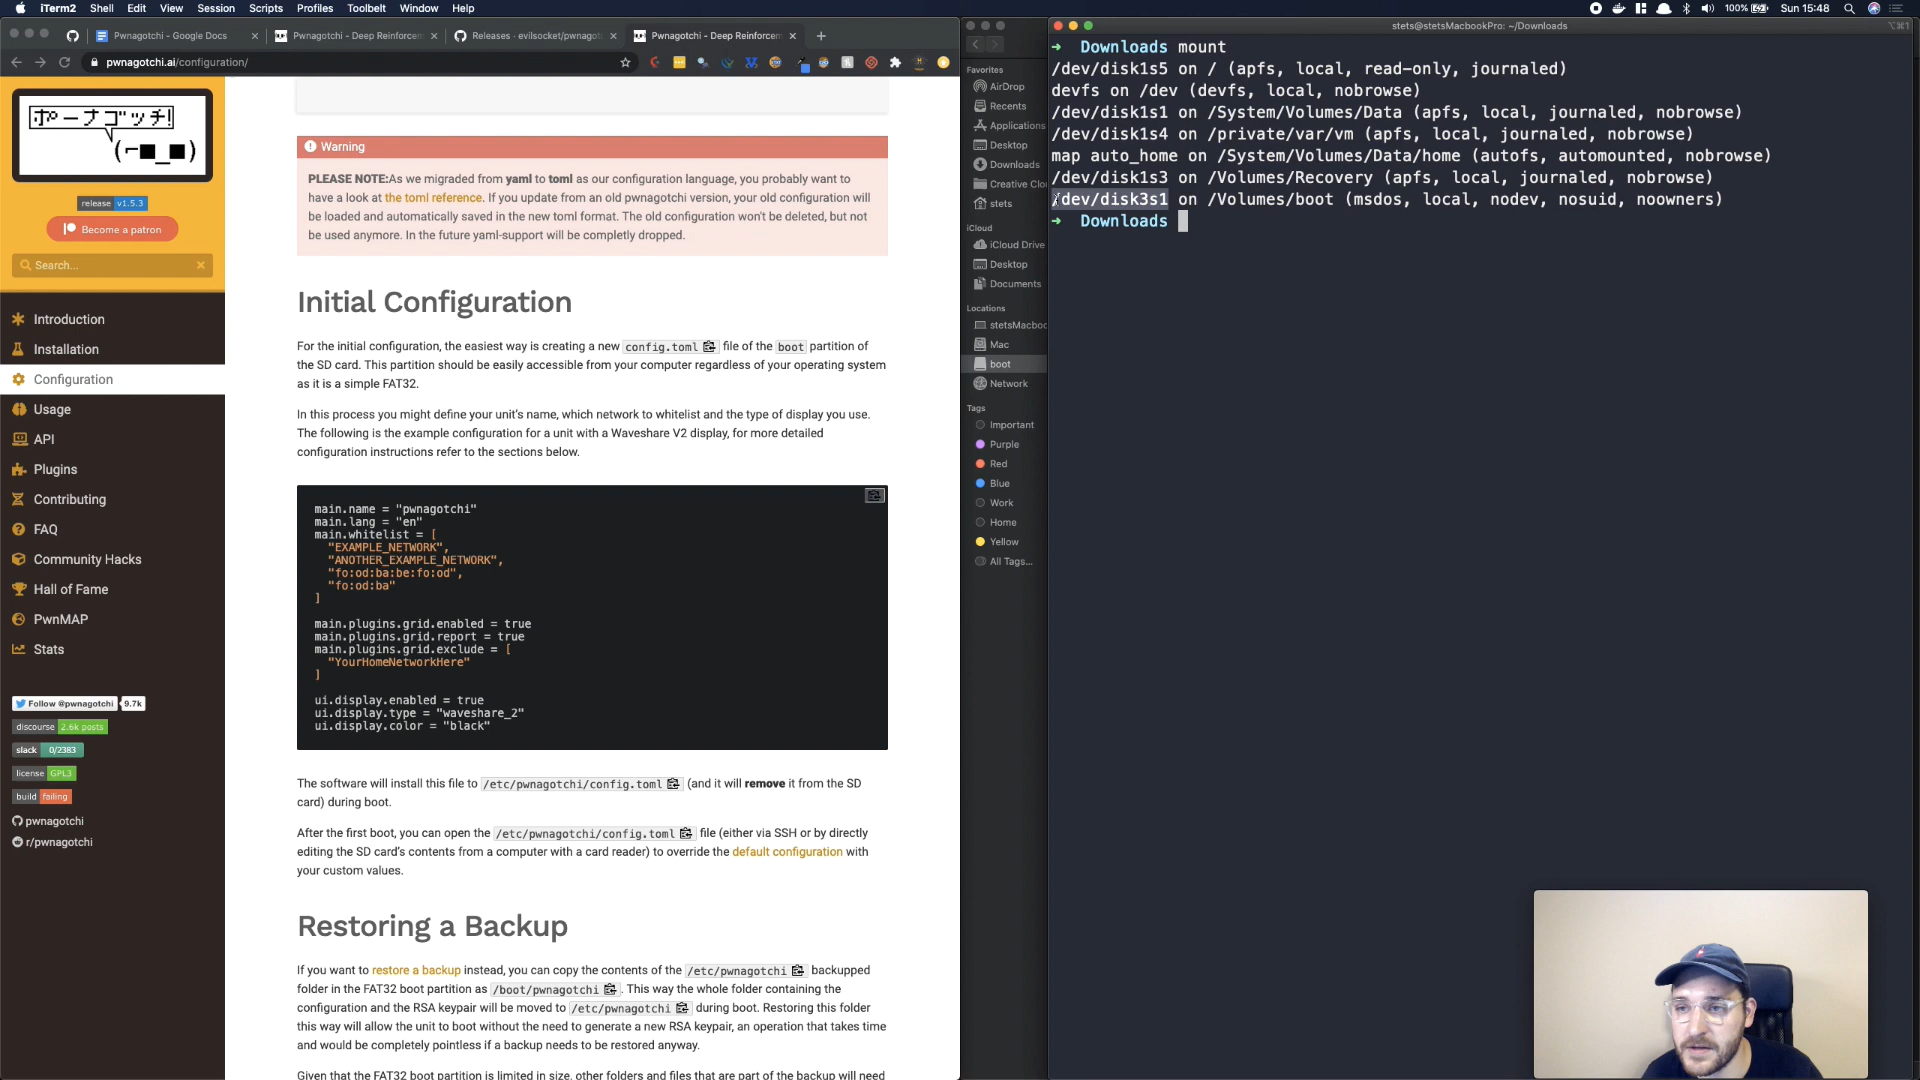 iTerm2 Shell Edit View Session Scripts Profiles Toolbelt Window Help
100% Sun 15:48
Pwnagotchi - Google Docs
Pwnagotchi - Deep Reinforcem
Releases · evilsocket/pwnagot
Pwnagotchi - Deep Reinforcem
pwnagotchi.ai/configuration/
ポーナゴッチ!
(⌐■_■)
release v1.5.3
Become a patron
Search...
Introduction
Installation
Configuration
Usage
API
Plugins
Contributing
FAQ
Community Hacks
Hall of Fame
PwnMAP
Stats
Follow @pwnagotchi 9.7k
discourse 2.6k posts
slack 0/2383
license GPL3
build failing
pwnagotchi
r/pwnagotchi
Warning
PLEASE NOTE:As we migrated from yaml to toml as our configuration language, you probably want to
have a look at the toml reference. If you update from an old pwnagotchi version, your old configuration will
be loaded and automatically saved in the new toml format. The old configuration won't be deleted, but not
be used anymore. In the future yaml-support will be completly dropped.
Initial Configuration
For the initial configuration, the easiest way is creating a new config.toml file of the boot partition of
the SD card. This partition should be easily accessible from your computer regardless of your operating system
as it is a simple FAT32.
In this process you might define your unit's name, which network to whitelist and the type of display you use.
The following is the example configuration for a unit with a Waveshare V2 display, for more detailed
configuration instructions refer to the sections below.
main.name = "pwnagotchi"
main.lang = "en"
main.whitelist = [
"EXAMPLE_NETWORK",
"ANOTHER_EXAMPLE_NETWORK",
"fo:od:ba:be:fo:od",
"fo:od:ba"
]
main.plugins.grid.enabled = true
main.plugins.grid.report = true
main.plugins.grid.exclude = [
"YourHomeNetworkHere"
]
ui.display.enabled = true
ui.display.type = "waveshare_2"
ui.display.color = "black"
The software will install this file to /etc/pwnagotchi/config.toml (and it will remove it from the SD
card) during boot.
After the first boot, you can open the /etc/pwnagotchi/config.toml file (either via SSH or by directly
editing the SD card's contents from a computer with a card reader) to override the default configuration with
your custom values.
Restoring a Backup
If you want to restore a backup instead, you can copy the contents of the /etc/pwnagotchi backupped
folder in the FAT32 boot partition as /boot/pwnagotchi . This way the whole folder containing the
configuration and the RSA keypair will be moved to /etc/pwnagotchi during boot. Restoring this folder
this way will allow the unit to boot without the need to generate a new RSA keypair, an operation that takes time
and would be completely pointless if a backup needs to be restored anyway.
Given that the FAT32 boot partition is limited in size, other folders and files that are part of the backup will need
Favorites
AirDrop
Recents
Applications
Desktop
Downloads
Creative Clo
stets
iCloud
iCloud Drive
Desktop
Documents
Locations
stetsMacboo
Mac
boot
Network
Tags
Important
Purple
Red
Blue
Work
Home
Yellow
All Tags...
stets@stetsMacbookPro: ~/Downloads
⌥⌘1
→ Downloads mount
/dev/disk1s5 on / (apfs, local, read-only, journaled)
devfs on /dev (devfs, local, nobrowse)
/dev/disk1s1 on /System/Volumes/Data (apfs, local, journaled, nobrowse)
/dev/disk1s4 on /private/var/vm (apfs, local, journaled, nobrowse)
map auto_home on /System/Volumes/Data/home (autofs, automounted, nobrowse)
/dev/disk1s3 on /Volumes/Recovery (apfs, local, journaled, nobrowse)
/dev/disk3s1 on /Volumes/boot (msdos, local, nodev, nosuid, noowners)
→ Downloads